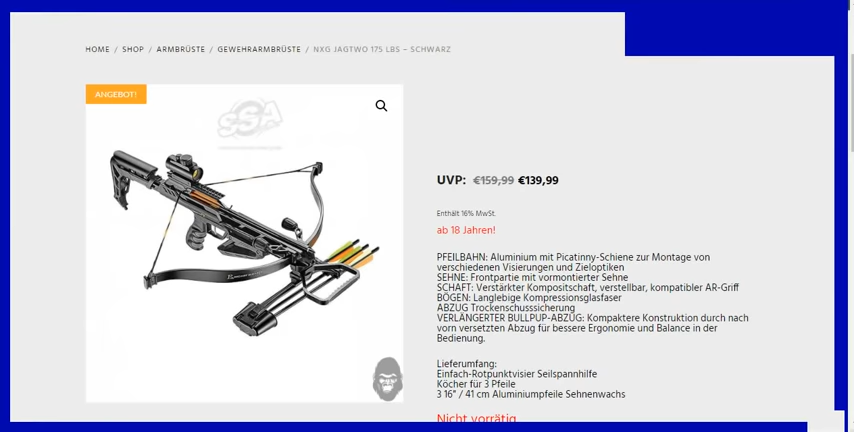 HOME / SHOP / ARMBRÜSTE / GEWEHRARMBRÜSTE / NXG JAGTWO 175 LBS – SCHWARZ
ANGEBOT!
SSA
UVP: €159,99 €139,99
Enthält 16% MwSt.
ab 18 Jahren!
PFEILBAHN: Aluminium mit Picatinny-Schiene zur Montage von
verschiedenen Visierungen und Zieloptiken
SEHNE: Frontpartie mit vormontierter Sehne
SCHAFT: Verstärkter Kompositschaft, verstellbar, kompatibler AR-Griff
BÖGEN: Langlebige Kompressionsglasfaser
ABZUG Trockenschusssicherung
VERLÄNGERTER BULLPUP-ABZUG: Kompaktere Konstruktion durch nach
vorn versetzten Abzug für bessere Ergonomie und Balance in der
Bedienung.
Lieferumfang:
Einfach-Rotpunktvisier Seilspannhilfe
Köcher für 3 Pfeile
3 16" / 41 cm Aluminiumpfeile Sehnenwachs
Nicht vorrätig